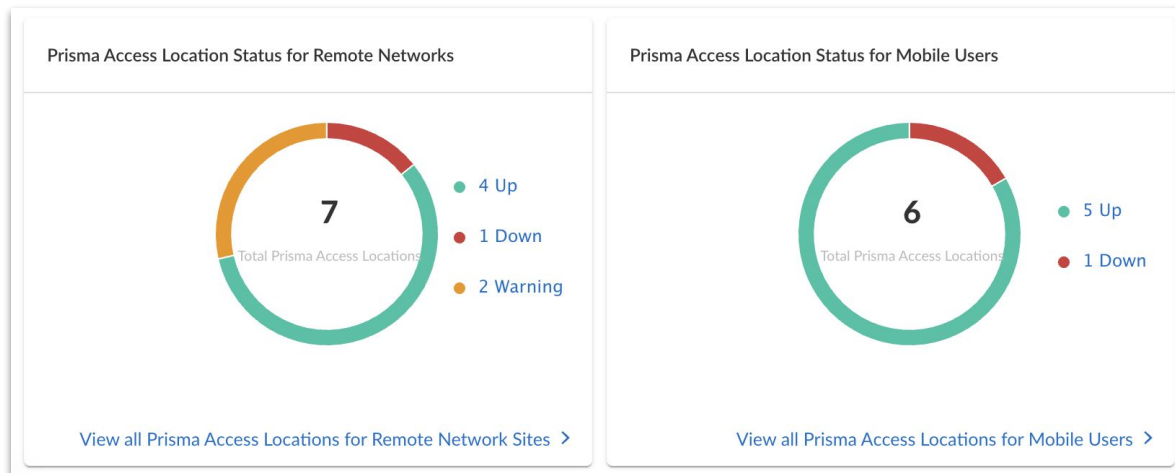 Prisma Access Location Status for Remote Networks
7
Total Prisma Access Locations
4 Up
1 Down
2 Warning
View all Prisma Access Locations for Remote Network Sites >
Prisma Access Location Status for Mobile Users
6
Total Prisma Access Locations
5 Up
1 Down
View all Prisma Access Locations for Mobile Users >